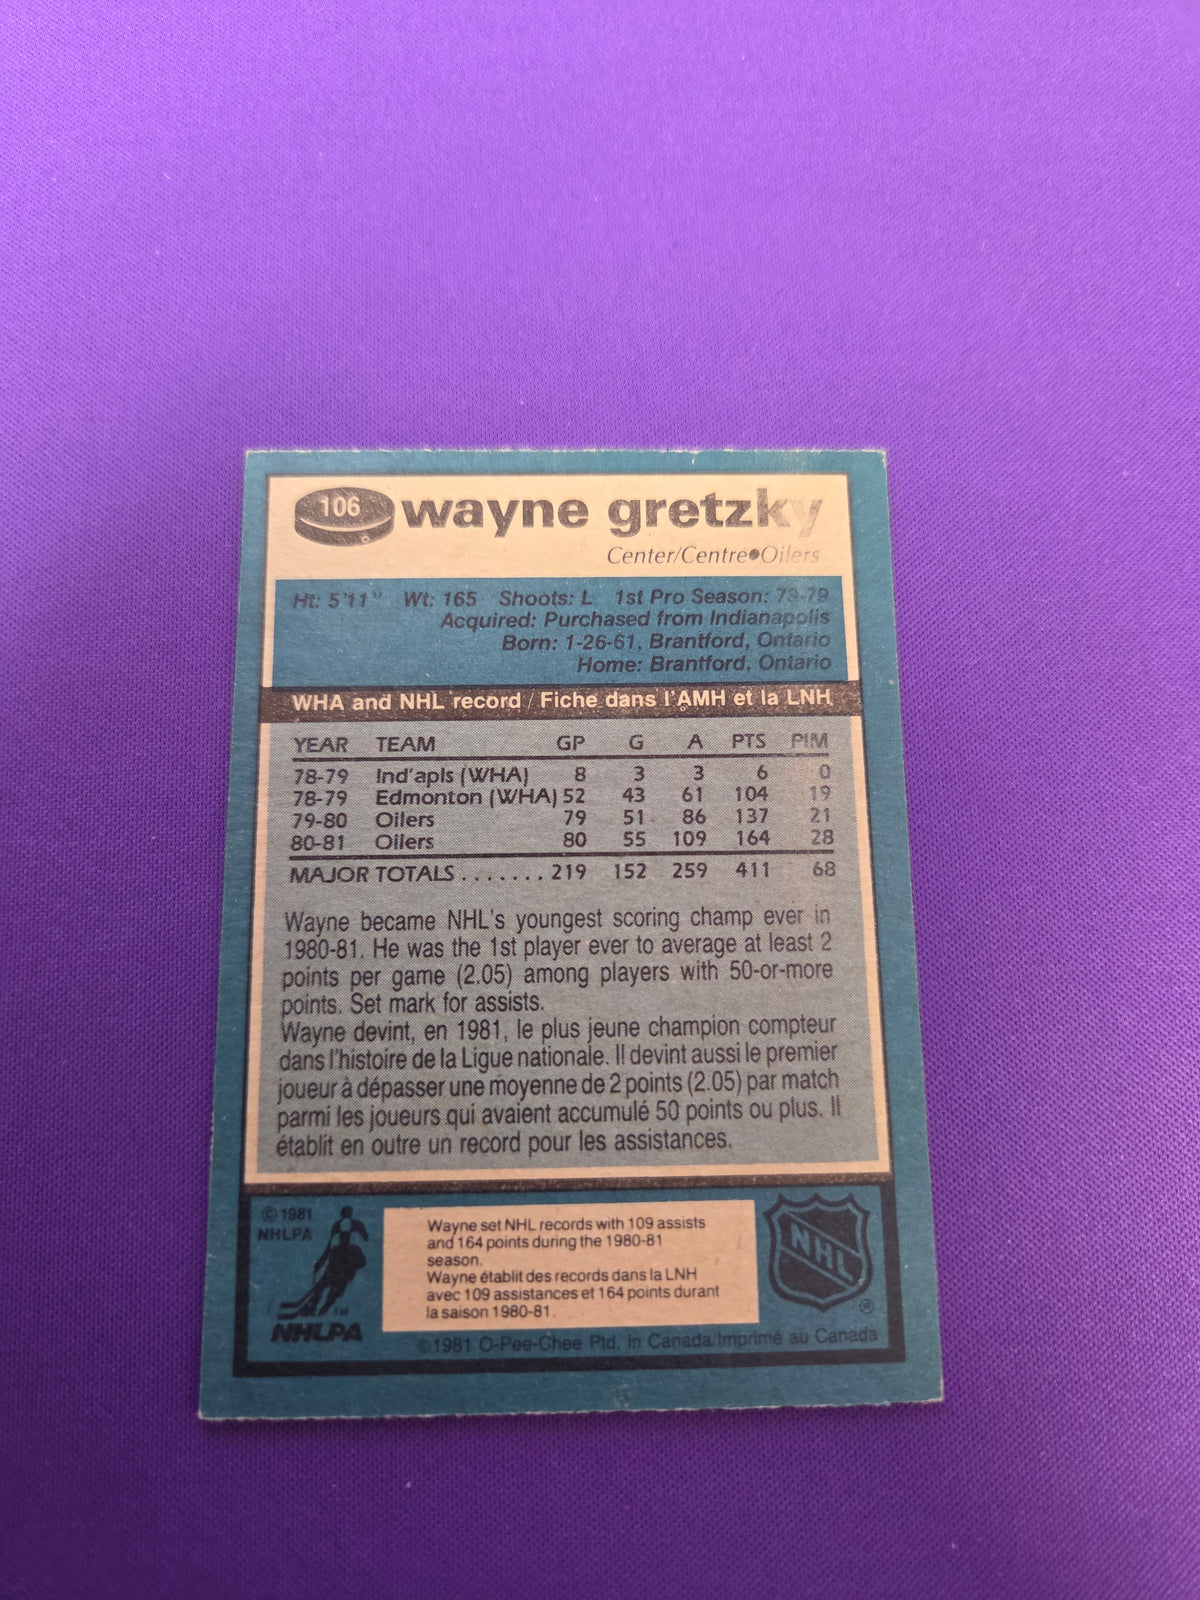 106 wayne gretzky
Center/Centre•Oilers
Ht: 5'11" Wt: 165 Shoots: L 1st Pro Season: 78-79
Acquired: Purchased from Indianapolis
Born: 1-26-61, Brantford, Ontario
Home: Brantford, Ontario
WHA and NHL record / Fiche dans l'AMH et la LNH
YEAR TEAM GP G A PTS PIM
78-79 Ind'apls (WHA) 8 3 3 6 0
78-79 Edmonton (WHA) 52 43 61 104 19
79-80 Oilers 79 51 86 137 21
80-81 Oilers 80 55 109 164 28
MAJOR TOTALS ....... 219 152 259 411 68
Wayne became NHL's youngest scoring champ ever in
1980-81. He was the 1st player ever to average at least 2
points per game (2.05) among players with 50-or-more
points. Set mark for assists.
Wayne devint, en 1981, le plus jeune champion compteur
dans l'histoire de la Ligue nationale. Il devint aussi le premier
joueur à dépasser une moyenne de 2 points (2.05) par match
parmi les joueurs qui avaient accumulé 50 points ou plus. Il
établit en outre un record pour les assistances.
© 1981
NHLPA
TM
NHLPA
Wayne set NHL records with 109 assists
and 164 points during the 1980-81
season.
Wayne établit des records dans la LNH
avec 109 assistances et 164 points durant
la saison 1980-81.
NHL
®
©1981 O-Pee-Chee Ptd. in Canada/Imprimé au Canada